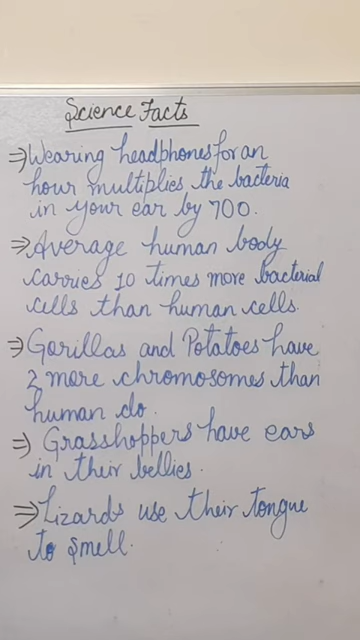 Science Facts
⇒ Wearing headphones for an
hour multiplies the bacteria
in your ear by 700.
⇒ Average human body
carries 10 times more bacterial
cells than human cells.
⇒ Gorillas and Potatoes have
2 more chromosomes than
human do.
⇒ Grasshoppers have ears
in their bellies.
⇒ Lizards use their tongue
to smell.